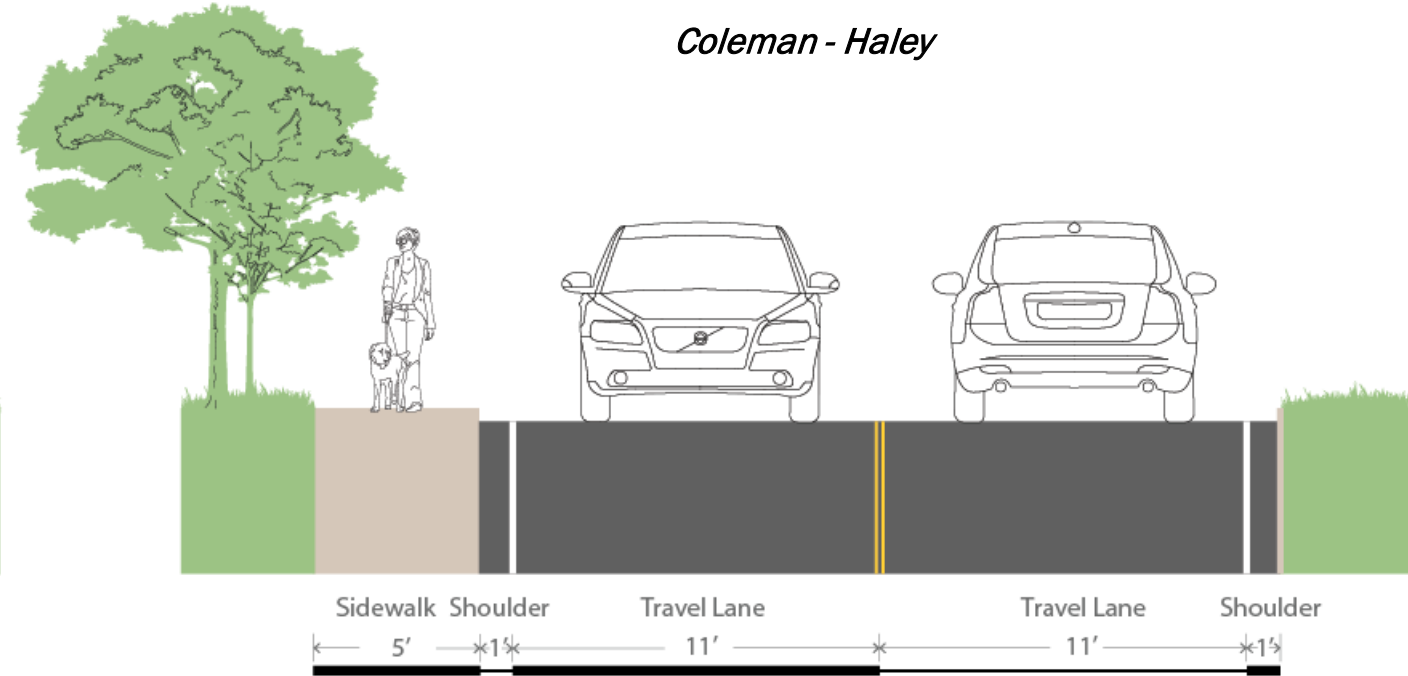 Coleman - Haley
Sidewalk Shoulder Travel Lane Travel Lane Shoulder
5’ 1’ 11’ 11’ 1’